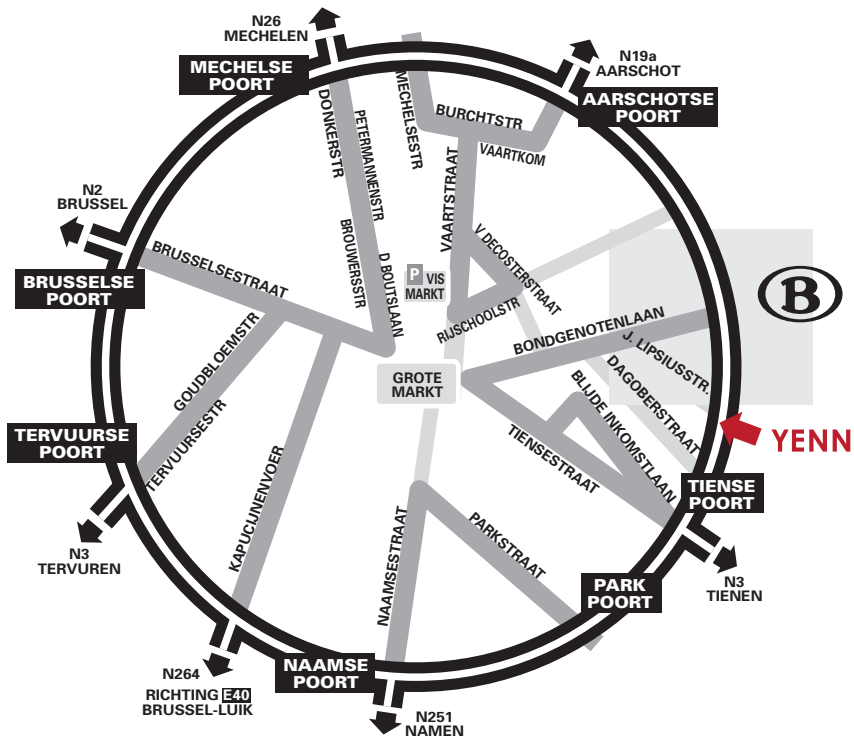 N26
MECHELEN
N19a
AARSCHOT
MECHELSE
POORT
AARSCHOTSE
POORT
MECHELSESTR
BURCHTSTR
VAARTKOM
DONKERSTR
PETERMANNENSTR
VAARTSTRAAT
N2
BRUSSEL
BRUSSELSESTRAAT
BROUWERSSTR
D BOUTSLAAN
V. DECOSTERSTRAAT
P VIS
MARKT
BRUSSELSE
POORT
B
RIJSCHOOLSTR
BONDGENOTENLAAN
J. LIPSIUSSTR.
GOUDBLOEMSTR
GROTE
MARKT
DAGOBERSTRAAT
BLIJDE INKOMSTLAAN
TERVUURSESTR
TIENSESTRAAT
TERVUURSE
POORT
YENN
KAPUCIJNENVOER
TIENSE
POORT
NAAMSESTRAAT
PARKSTRAAT
N3
TERVUREN
PARK
POORT
N3
TIENEN
NAAMSE
POORT
N264
RICHTING E40
BRUSSEL-LUIK
N251
NAMEN